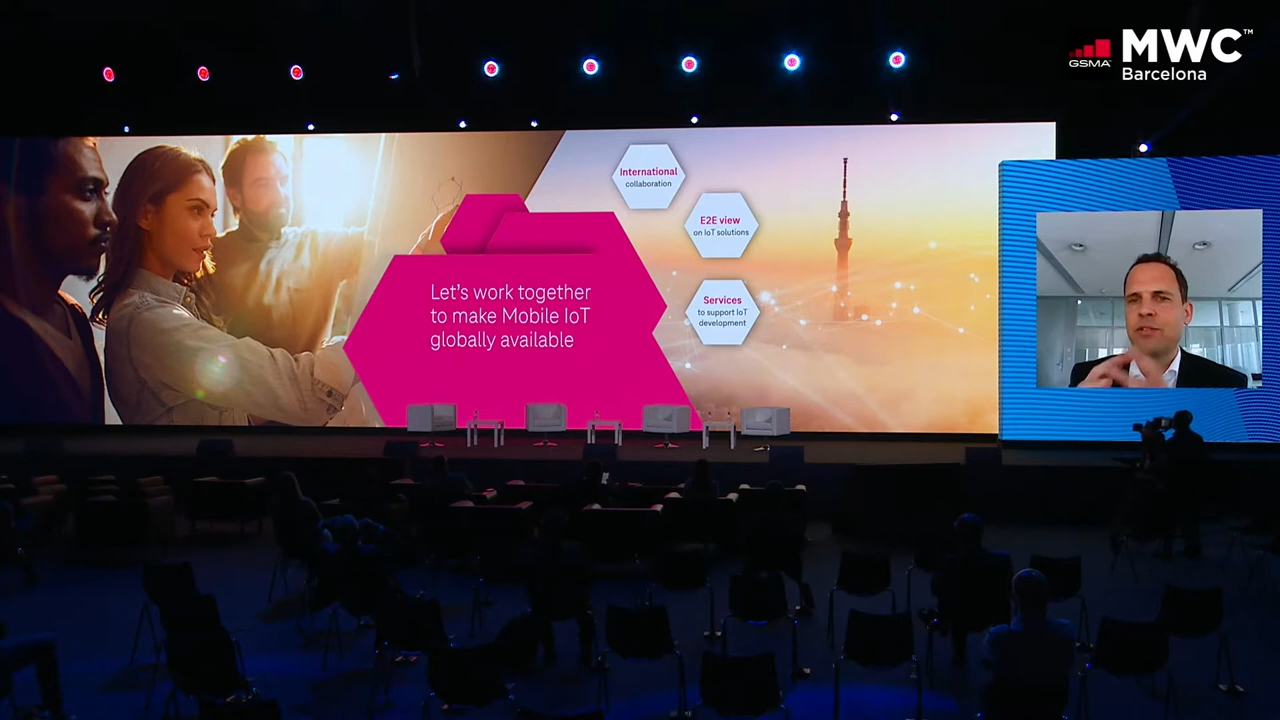 GSMA
MWC™
Barcelona
International
collaboration
E2E view
on IoT solutions
Services
to support IoT
development
Let's work together
to make Mobile IoT
globally available